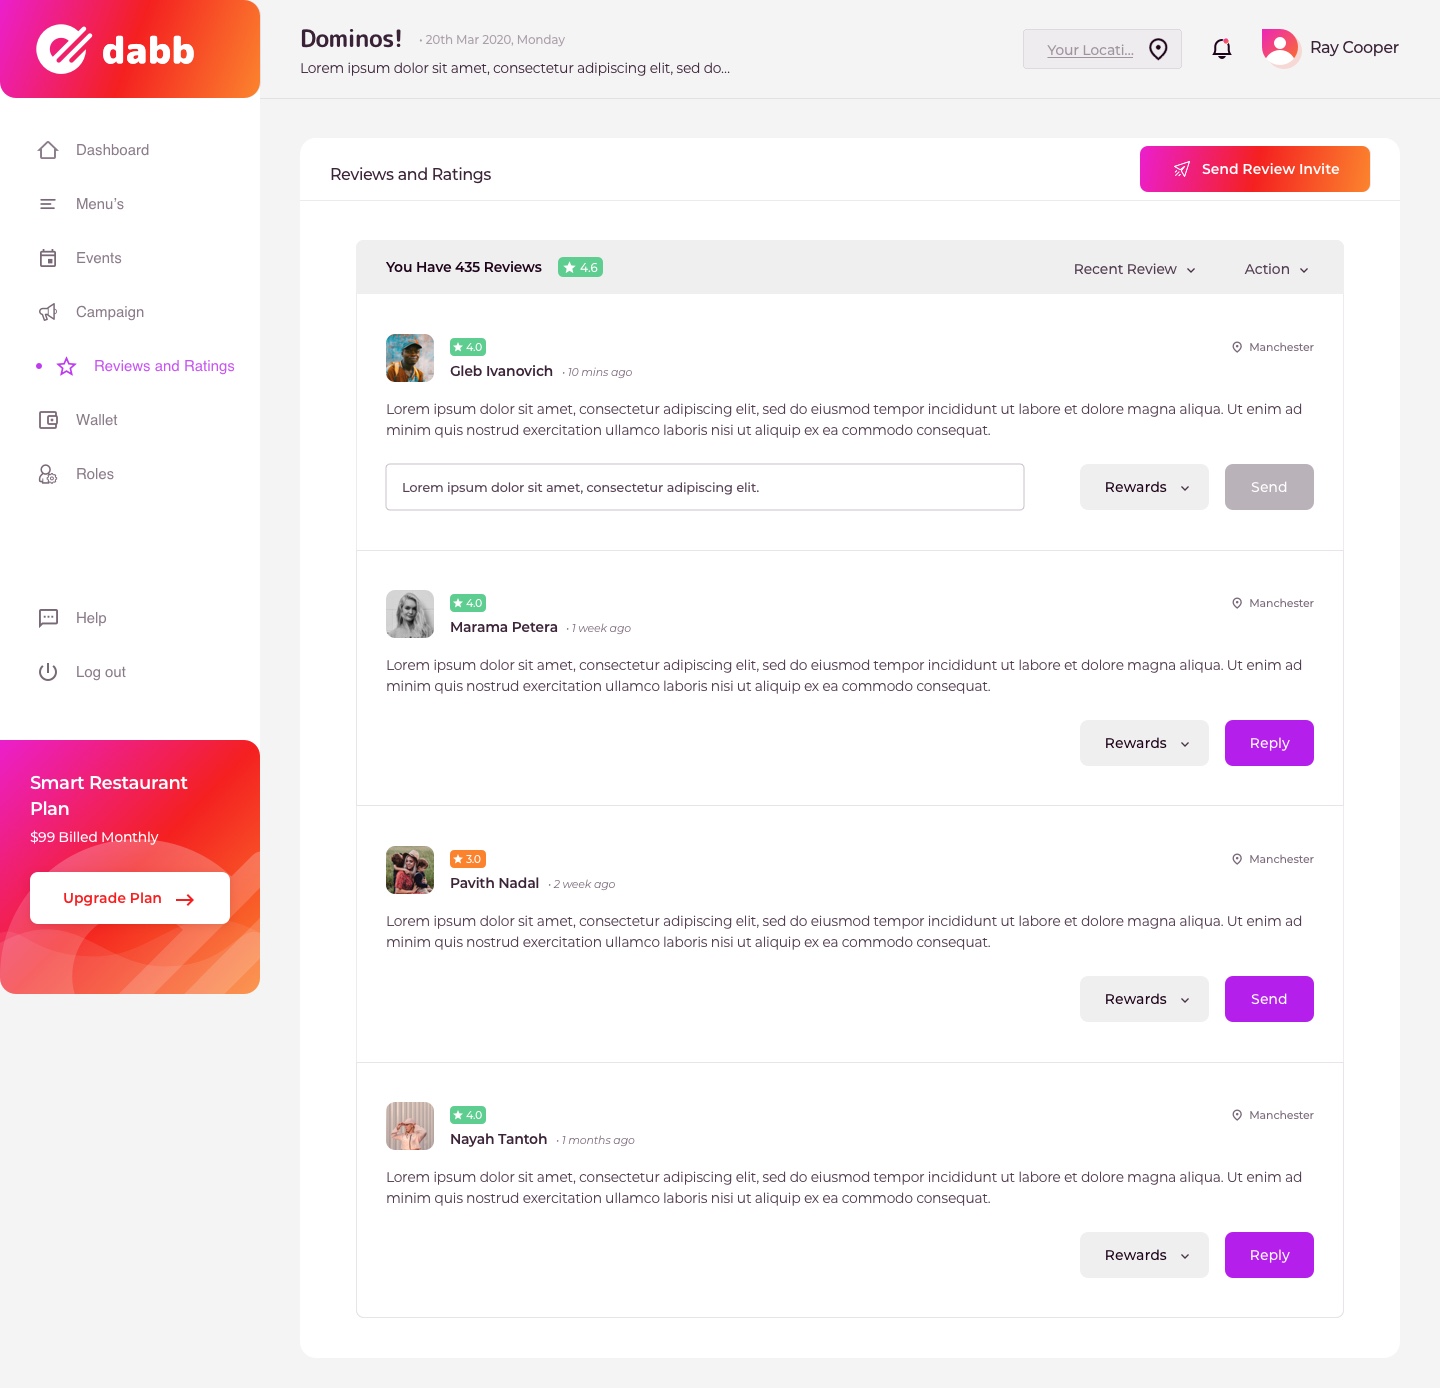 dabb
Dashboard
Menu's
Events
Campaign
Reviews and Ratings
Wallet
Roles
Help
Log out
Smart Restaurant
Plan
$99 Billed Monthly
Upgrade Plan
Dominos! • 20th Mar 2020, Monday
Lorem ipsum dolor sit amet, consectetur adipiscing elit, sed do...
Your Locati...
Ray Cooper
Reviews and Ratings
Send Review Invite
You Have 435 Reviews 4.6
Recent Review
Action
4.0
Manchester
Gleb Ivanovich • 10 mins ago
Lorem ipsum dolor sit amet, consectetur adipiscing elit, sed do eiusmod tempor incididunt ut labore et dolore magna aliqua. Ut enim ad
minim quis nostrud exercitation ullamco laboris nisi ut aliquip ex ea commodo consequat.
Lorem ipsum dolor sit amet, consectetur adipiscing elit.
Rewards
Send
4.0
Manchester
Marama Petera • 1 week ago
Lorem ipsum dolor sit amet, consectetur adipiscing elit, sed do eiusmod tempor incididunt ut labore et dolore magna aliqua. Ut enim ad
minim quis nostrud exercitation ullamco laboris nisi ut aliquip ex ea commodo consequat.
Rewards
Reply
3.0
Manchester
Pavith Nadal • 2 week ago
Lorem ipsum dolor sit amet, consectetur adipiscing elit, sed do eiusmod tempor incididunt ut labore et dolore magna aliqua. Ut enim ad
minim quis nostrud exercitation ullamco laboris nisi ut aliquip ex ea commodo consequat.
Rewards
Send
4.0
Manchester
Nayah Tantoh • 1 months ago
Lorem ipsum dolor sit amet, consectetur adipiscing elit, sed do eiusmod tempor incididunt ut labore et dolore magna aliqua. Ut enim ad
minim quis nostrud exercitation ullamco laboris nisi ut aliquip ex ea commodo consequat.
Rewards
Reply